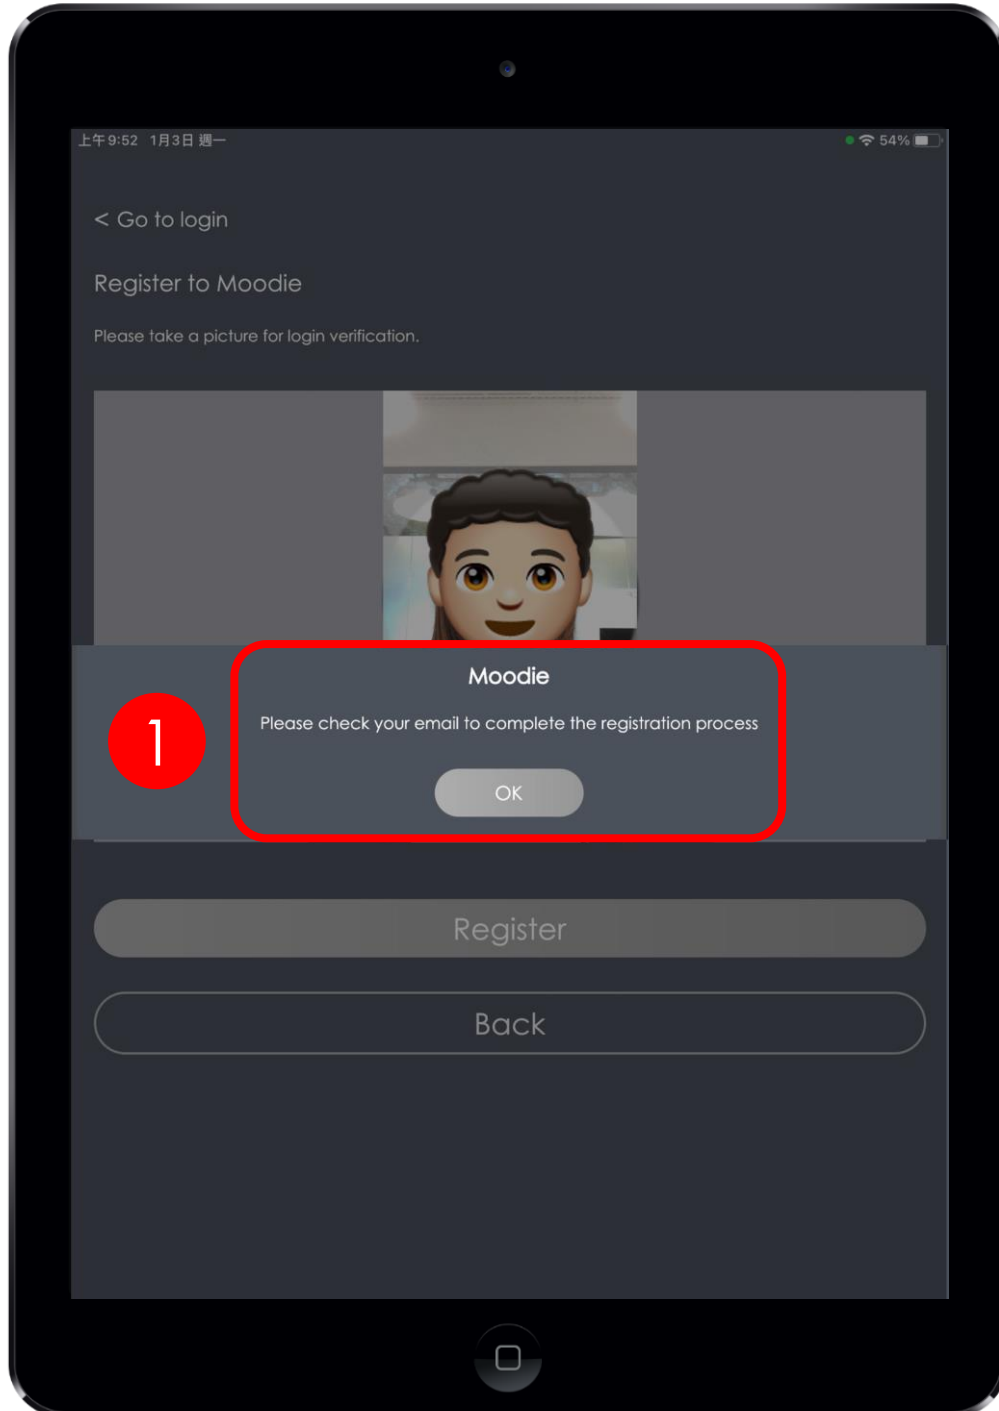 上午9:52 1月3日 週一 54%
< Go to login
Register to Moodie
Please take a picture for login verification.
Moodie
1
Please check your email to complete the registration process
OK
Register
Back